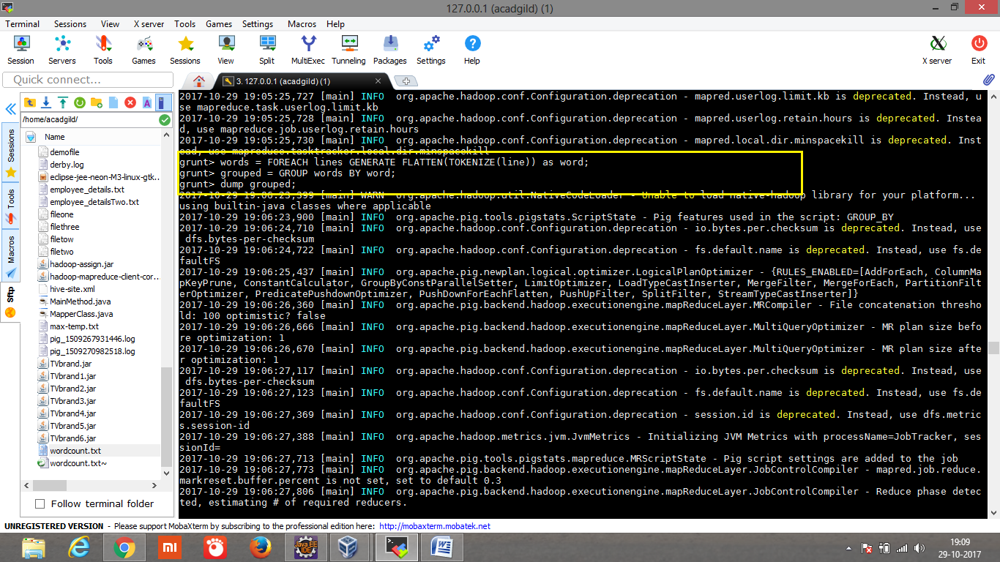 127.0.0.1 (acadgild) (1)
Terminal Sessions View X server Tools Games Settings Macros Help
Session Servers Tools Games Sessions View Split MultiExec Tunneling Packages Settings Help X server Exit
Quick connect...
3. 127.0.0.1 (acadgild) (1)
/home/acadgild/
Name
demofile
derby.log
eclipse-jee-neon-M3-linux-gtk...
employee_details.txt
employee_detailsTwo.txt
fileone
filethree
filetow
filetwo
hadoop-assign.jar
hadoop-mapreduce-client-cor...
hive-site.xml
MainMethod.java
MapperClass.java
max-temp.txt
pig_1509267931446.log
pig_1509270982518.log
TVbrand.jar
TVbrand1.jar
TVbrand2.jar
TVbrand3.jar
TVbrand4.jar
TVbrand5.jar
TVbrand6.jar
wordcount.txt
wordcount.txt~
Follow terminal folder
Sessions
Tools
Macros
Sftp
2017-10-29 19:05:25,727 [main] INFO  org.apache.hadoop.conf.Configuration.deprecation - mapred.userlog.limit.kb is deprecated. Instead, u
se mapreduce.task.userlog.limit.kb
2017-10-29 19:05:25,728 [main] INFO  org.apache.hadoop.conf.Configuration.deprecation - mapred.userlog.retain.hours is deprecated. Instea
d, use mapreduce.job.userlog.retain.hours
2017-10-29 19:05:25,730 [main] INFO  org.apache.hadoop.conf.Configuration.deprecation - mapred.local.dir.minspacekill is deprecated. Inst
ead, use mapreduce.tasktracker.local.dir.minspacekill
grunt> words = FOREACH lines GENERATE FLATTEN(TOKENIZE(line)) as word;
grunt> grouped = GROUP words BY word;
grunt> dump grouped;
2017-10-29 19:06:23,399 [main] WARN  org.apache.hadoop.util.NativeCodeLoader - Unable to load native-hadoop library for your platform...
using builtin-java classes where applicable
2017-10-29 19:06:23,900 [main] INFO  org.apache.pig.tools.pigstats.ScriptState - Pig features used in the script: GROUP_BY
2017-10-29 19:06:24,710 [main] INFO  org.apache.hadoop.conf.Configuration.deprecation - io.bytes.per.checksum is deprecated. Instead, use
dfs.bytes-per-checksum
2017-10-29 19:06:24,722 [main] INFO  org.apache.hadoop.conf.Configuration.deprecation - fs.default.name is deprecated. Instead, use fs.de
faultFS
2017-10-29 19:06:25,437 [main] INFO  org.apache.pig.newplan.logical.optimizer.LogicalPlanOptimizer - {RULES_ENABLED=[AddForEach, ColumnMa
pKeyPrune, ConstantCalculator, GroupByConstParallelSetter, LimitOptimizer, LoadTypeCastInserter, MergeFilter, MergeForEach, PartitionFilt
erOptimizer, PredicatePushdownOptimizer, PushDownForEachFlatten, PushUpFilter, SplitFilter, StreamTypeCastInserter]}
2017-10-29 19:06:26,360 [main] INFO  org.apache.pig.backend.hadoop.executionengine.mapReduceLayer.MRCompiler - File concatenation thresho
ld: 100 optimistic? false
2017-10-29 19:06:26,666 [main] INFO  org.apache.pig.backend.hadoop.executionengine.mapReduceLayer.MultiQueryOptimizer - MR plan size befo
re optimization: 1
2017-10-29 19:06:26,670 [main] INFO  org.apache.pig.backend.hadoop.executionengine.mapReduceLayer.MultiQueryOptimizer - MR plan size afte
r optimization: 1
2017-10-29 19:06:27,117 [main] INFO  org.apache.hadoop.conf.Configuration.deprecation - io.bytes.per.checksum is deprecated. Instead, use
dfs.bytes-per-checksum
2017-10-29 19:06:27,123 [main] INFO  org.apache.hadoop.conf.Configuration.deprecation - fs.default.name is deprecated. Instead, use fs.de
faultFS
2017-10-29 19:06:27,369 [main] INFO  org.apache.hadoop.conf.Configuration.deprecation - session.id is deprecated. Instead, use dfs.metric
s.session-id
2017-10-29 19:06:27,388 [main] INFO  org.apache.hadoop.metrics.jvm.JvmMetrics - Initializing JVM Metrics with processName=JobTracker, ses
sionId=
2017-10-29 19:06:27,713 [main] INFO  org.apache.pig.tools.pigstats.mapreduce.MRScriptState - Pig script settings are added to the job
2017-10-29 19:06:27,773 [main] INFO  org.apache.pig.backend.hadoop.executionengine.mapReduceLayer.JobControlCompiler - mapred.job.reduce.
markreset.buffer.percent is not set, set to default 0.3
2017-10-29 19:06:27,806 [main] INFO  org.apache.pig.backend.hadoop.executionengine.mapReduceLayer.JobControlCompiler - Reduce phase detec
ted, estimating # of required reducers.
UNREGISTERED VERSION - Please support MobaXterm by subscribing to the professional edition here: http://mobaxterm.mobatek.net
mi
Java EE
IDE
19:09
29-10-2017